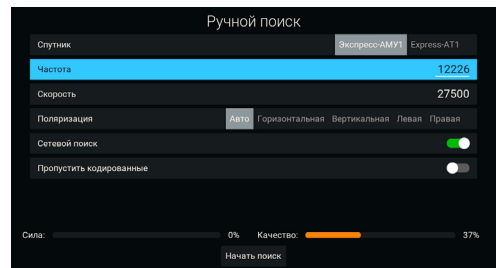 Ручной поиск
Спутник Экспресс-АМУ1 Express-AT1
Частота 12226
Скорость 27500
Поляризация Авто Горизонтальная Вертикальная Левая Правая
Сетевой поиск
Пропустить кодированные
Сила: 0% Качество: 37%
Начать поиск